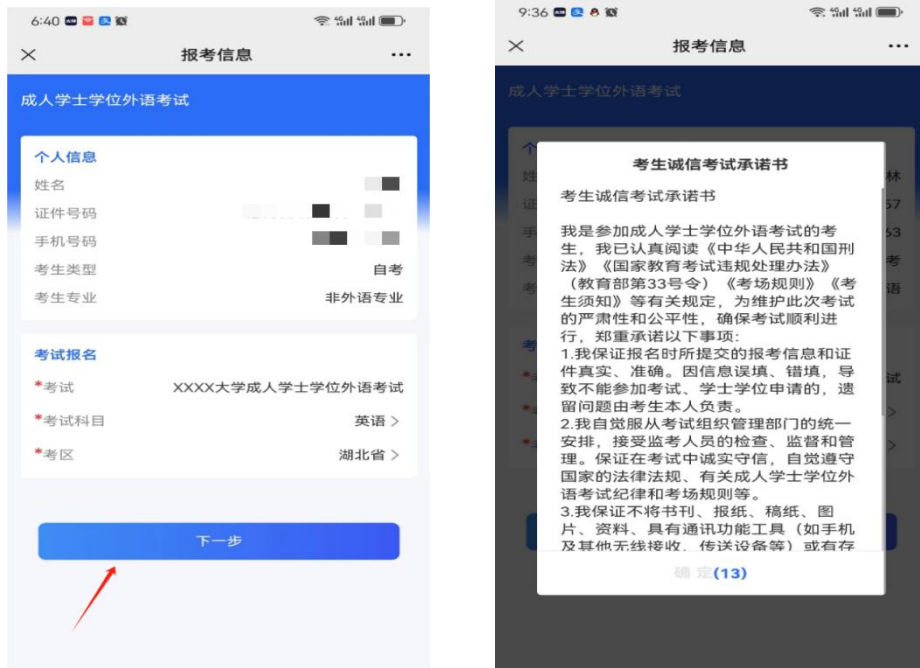 6:40
报考信息
成人学士学位外语考试
个人信息
姓名
证件号码
手机号码
考生类型 自考
考生专业 非外语专业
考试报名
*考试 XXXX大学成人学士学位外语考试
*考试科目 英语 >
*考区 湖北省 >
下一步
9:36
报考信息
成人学士学位外语考试
考生诚信考试承诺书
考生诚信考试承诺书
我是参加成人学士学位外语考试的考
生，我已认真阅读《中华人民共和国刑
法》《国家教育考试违规处理办法》
（教育部第33号令）《考场规则》《考
生须知》等有关规定，为维护此次考试
的严肃性和公平性，确保考试顺利进
行，郑重承诺以下事项:
1.我保证报名时所提交的报考信息和证
件真实、准确。因信息误填、错填，导
致不能参加考试、学士学位申请的，遗
留问题由考生本人负责。
2.我自觉服从考试组织管理部门的统一
安排，接受监考人员的检查、监督和管
理。保证在考试中诚实守信，自觉遵守
国家的法律法规、有关成人学士学位外
语考试纪律和考场规则等。
3.我保证不将书刊、报纸、稿纸、图
片、资料、具有通讯功能工具（如手机
及其他无线接收、传送设备等）或有存
确定(13)